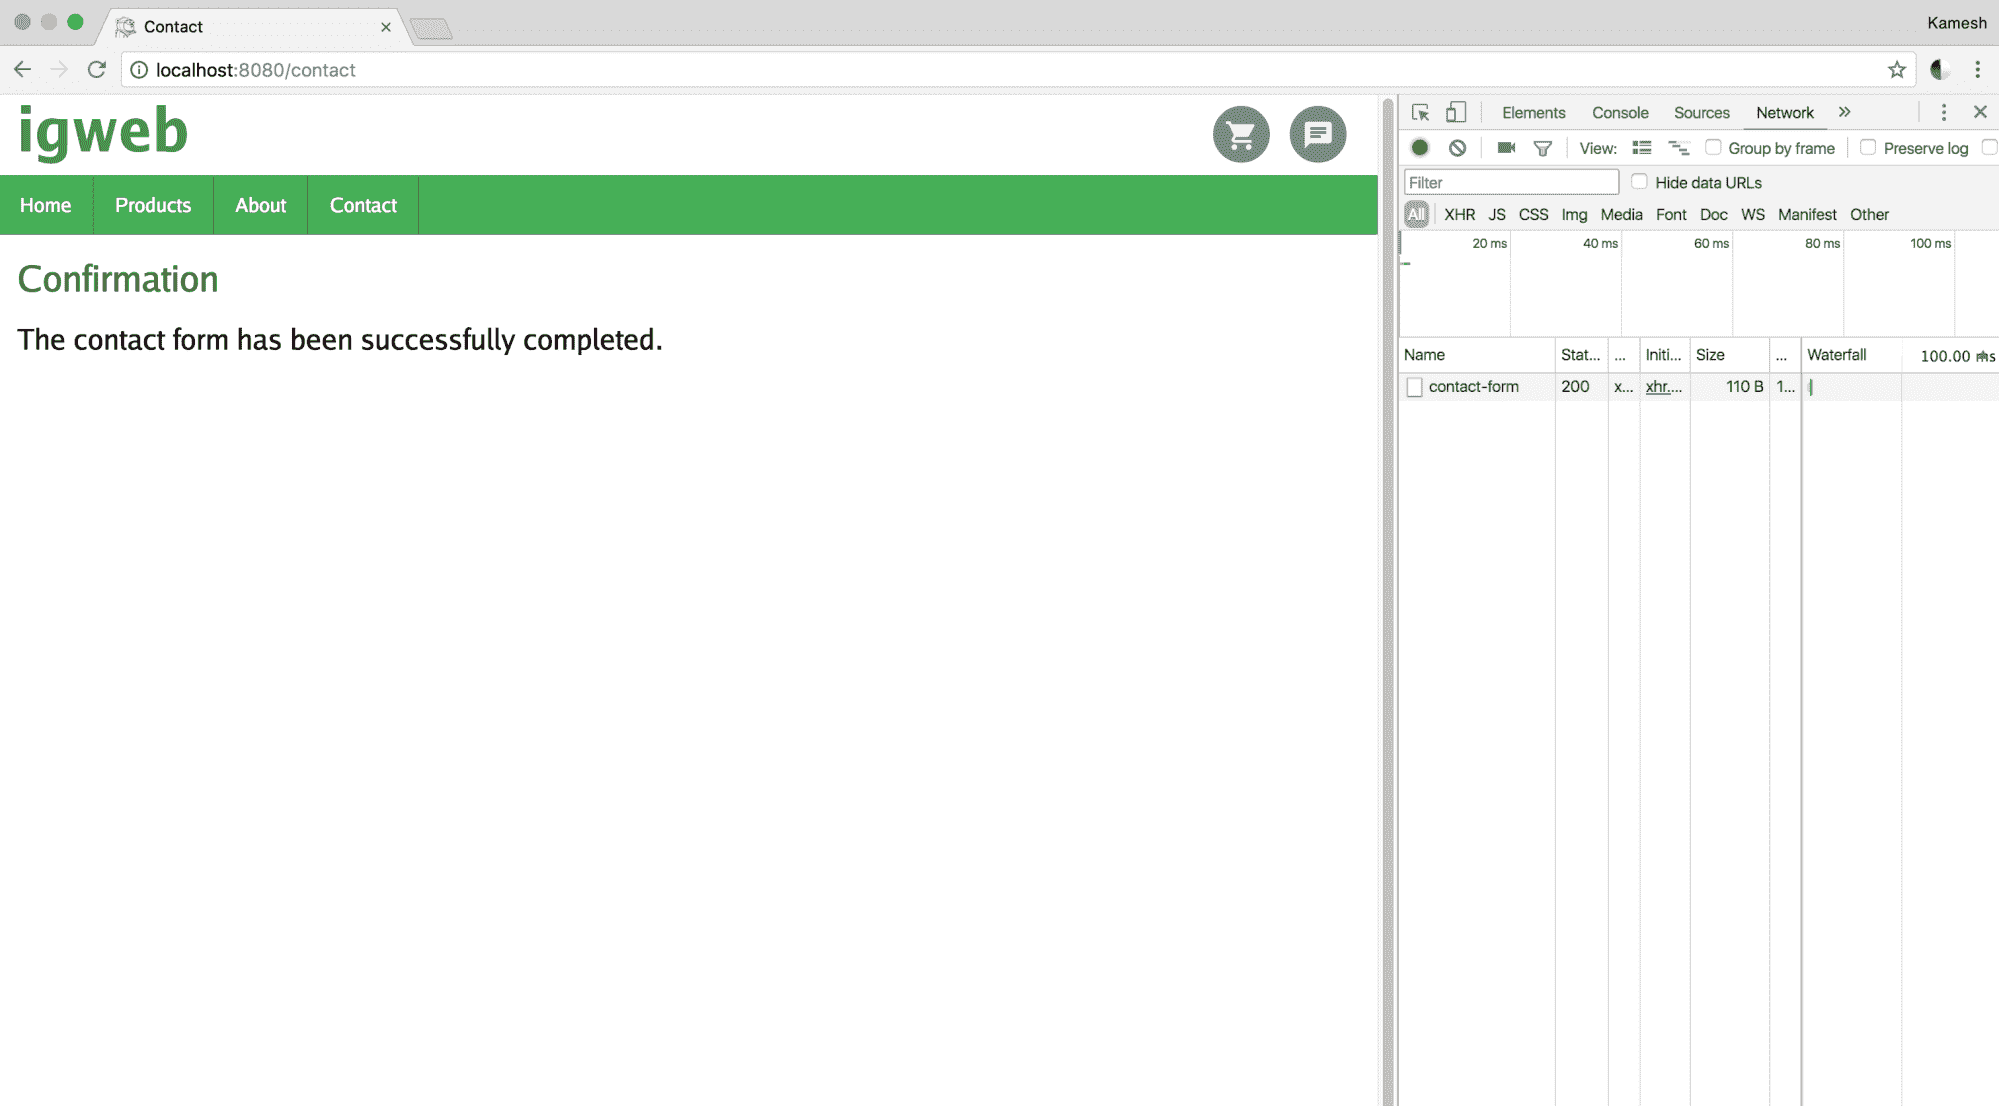 Contact
Kamesh
localhost:8080/contact
igweb
Home Products About Contact
Confirmation
The contact form has been successfully completed.
Elements Console Sources Network
View: Group by frame Preserve log
Filter Hide data URLs
All XHR JS CSS Img Media Font Doc WS Manifest Other
20 ms 40 ms 60 ms 80 ms 100 ms
Name Stat... ... Initi... Size ... Waterfall 100.00 ms
contact-form 200 x... xhr.... 110 B 1...